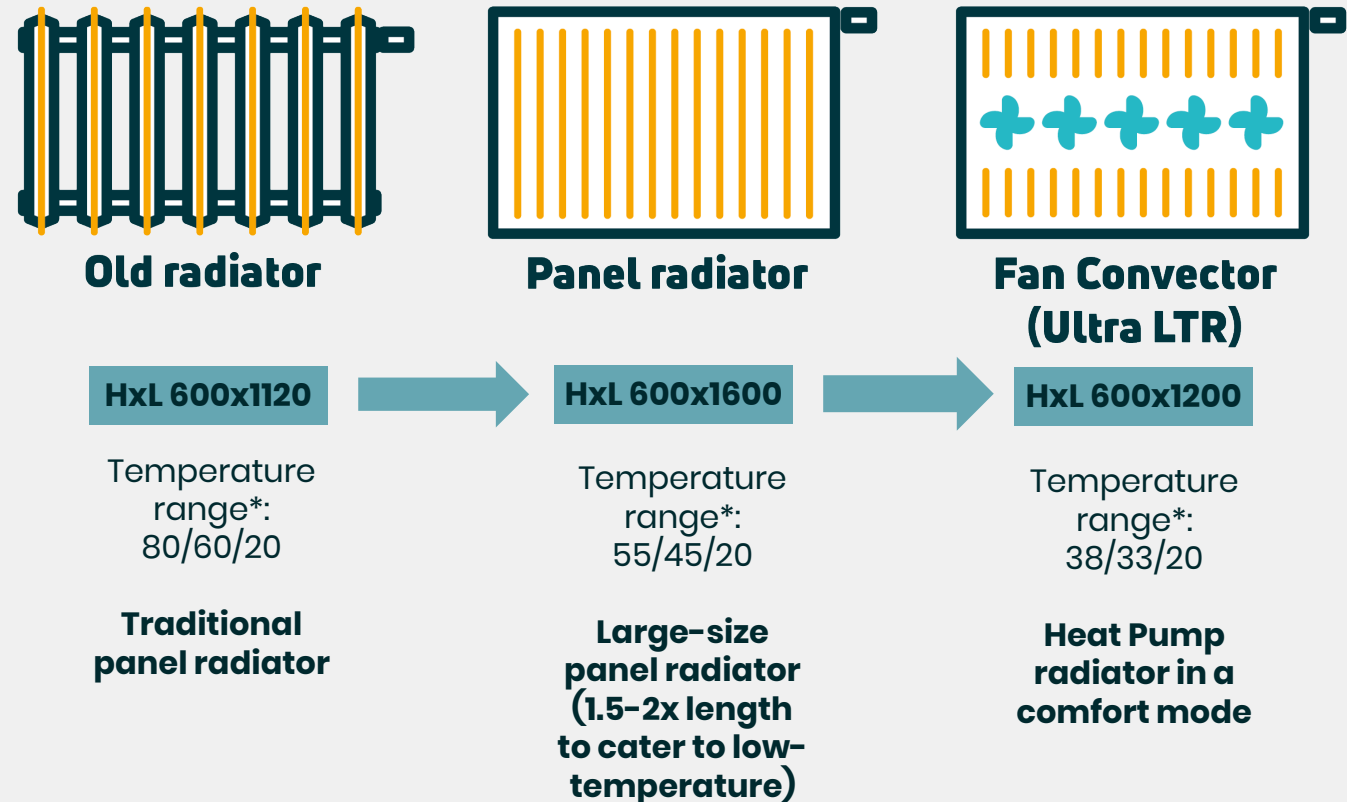 Old radiator
HxL 600x1120
Temperature
range*:
80/60/20
Traditional
panel radiator
Panel radiator
HxL 600x1600
Temperature
range*:
55/45/20
Large-size
panel radiator
(1.5-2x length
to cater to low-
temperature)
Fan Convector
(Ultra LTR)
HxL 600x1200
Temperature
range*:
38/33/20
Heat Pump
radiator in a
comfort mode